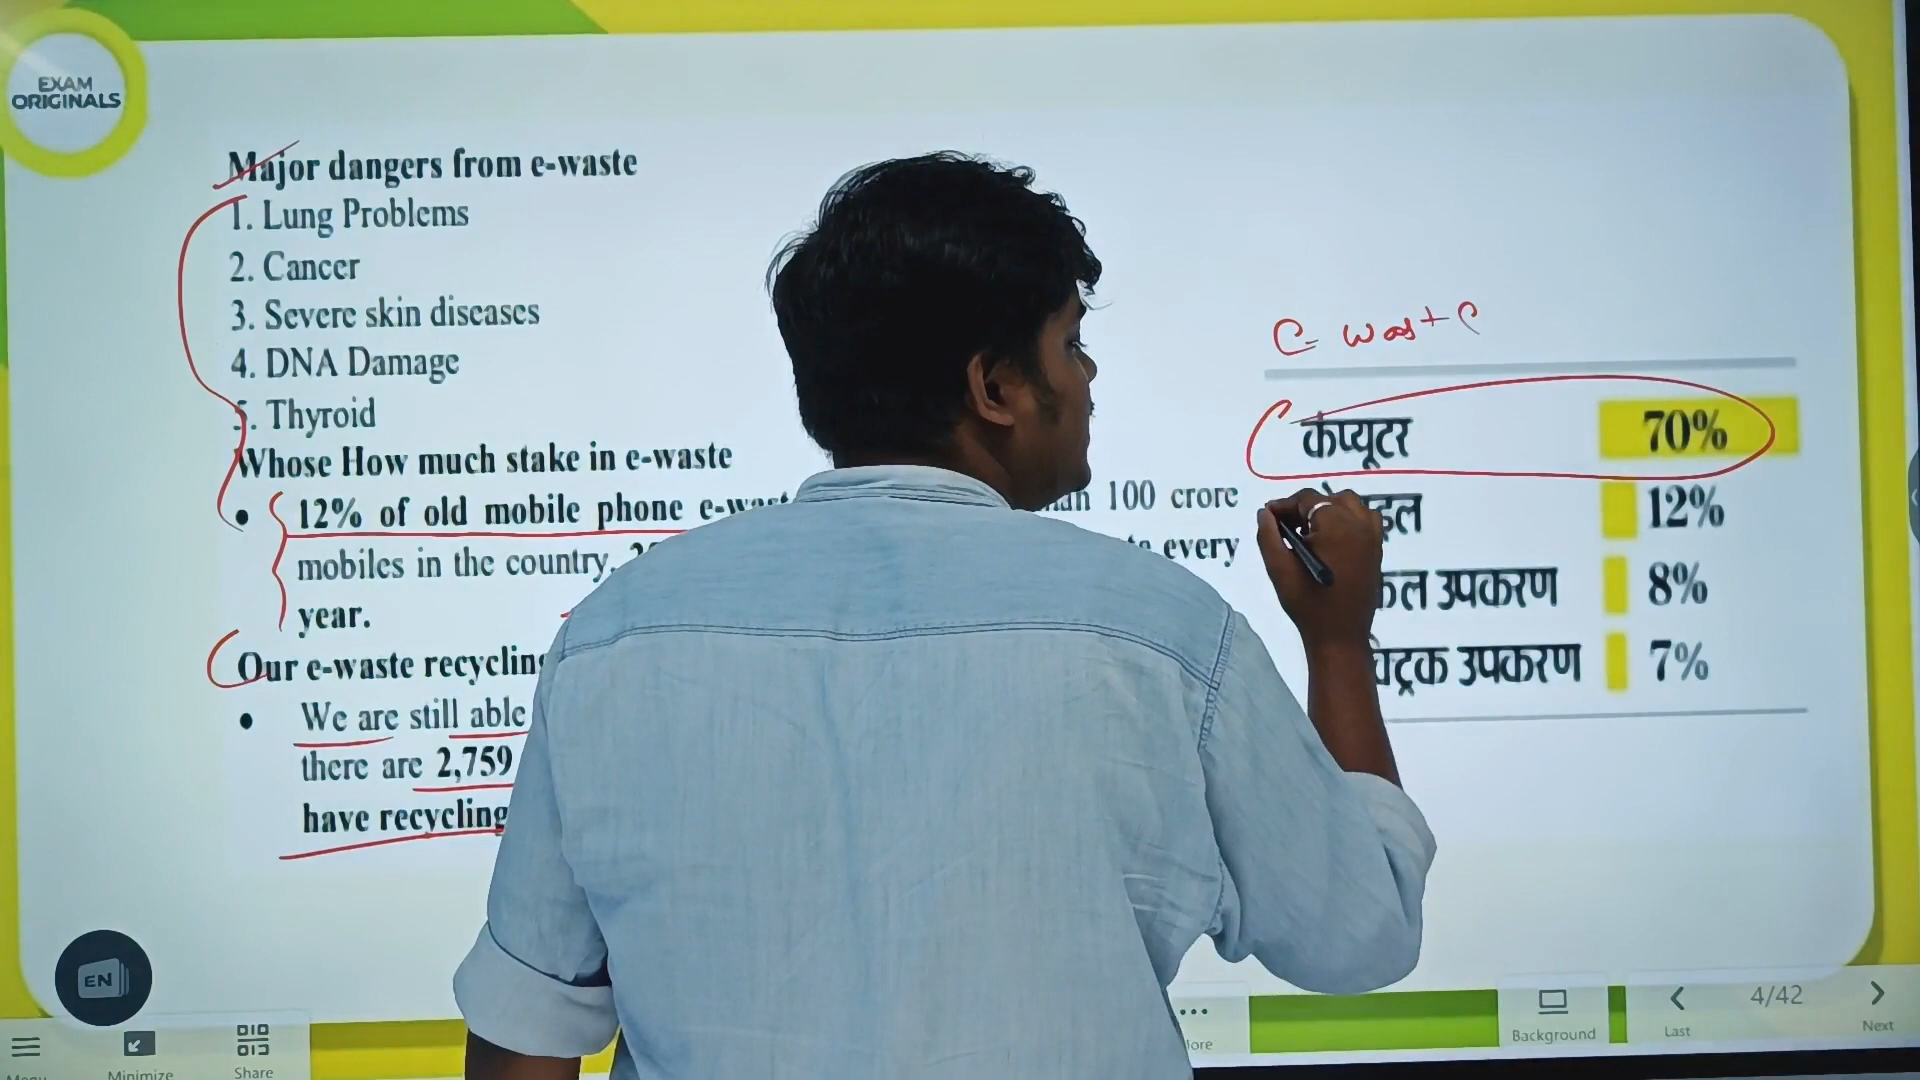 EXAM
ORIGINALS
Major dangers from e-waste
1. Lung Problems
2. Cancer
3. Severe skin diseases
4. DNA Damage
5. Thyroid
Whose How much stake in e-waste
12% of old mobile phone 100 crore
mobiles in the country. every
year.
Our e-waste
We are still able
there are 2,759
have recycling
e-waste
कंप्यूटर 70%
12%
उपकरण 8%
उपकरण 7%
EN
Minimize
Share
Background
Last
4/42
Next